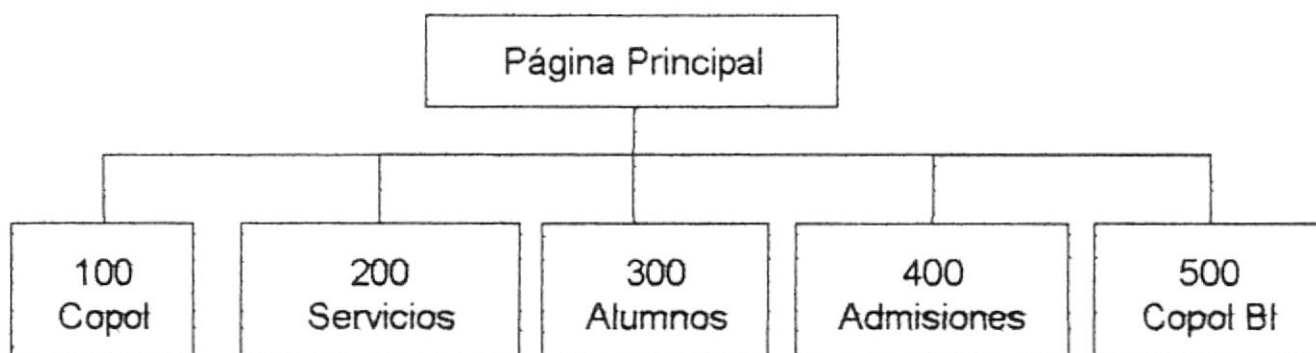 Página Principal
100
Copol
200
Servicios
300
Alumnos
400
Admisiones
500
Copol BI